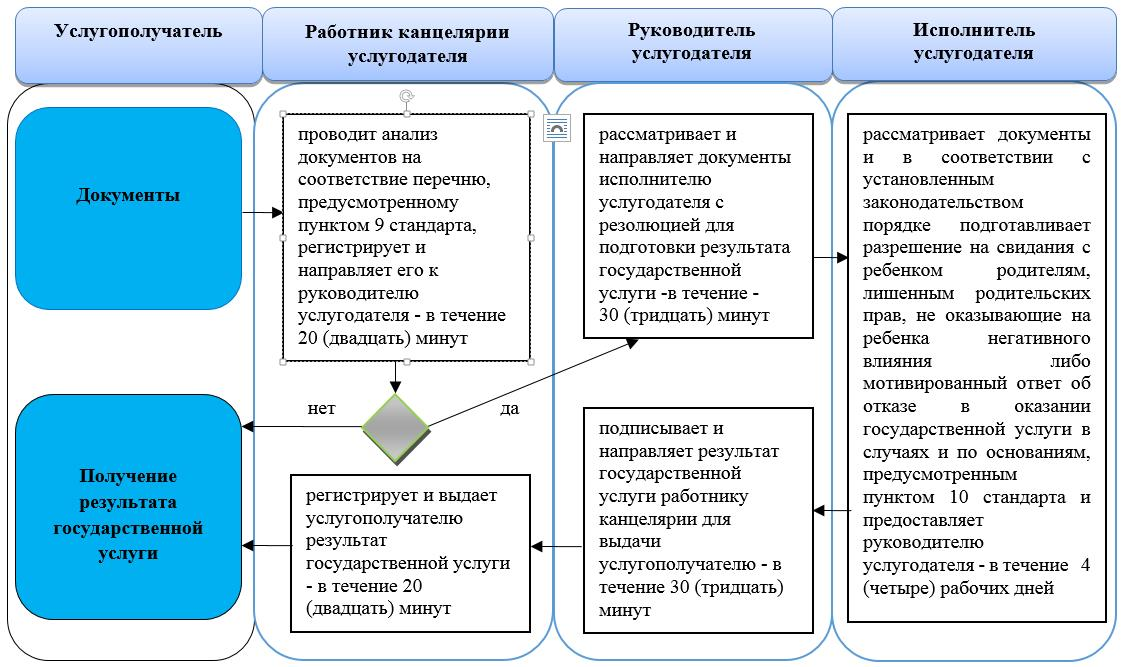 Услугополучатель
Работник канцелярии
услугодателя
Руководитель
услугодателя
Исполнитель
услугодателя
Документы
проводит анализ
документов на
соответствие перечню,
предусмотренному
пунктом 9 стандарта,
регистрирует и
направляет его к
руководителю
услугодателя - в течение
20 (двадцать) минут
рассматривает и
направляет документы
исполнителю
услугодателя с
резолюцией для
подготовки результата
государственной
услуги -в течение -
30 (тридцать) минут
рассматривает документы
и в соответствии с
установленным
законодательством
порядке подготавливает
разрешение на свидания с
ребенком родителям,
лишенным родительских
прав, не оказывающие на
ребенка негативного
влияния либо
мотивированный ответ об
отказе в оказании
государственной услуги в
случаях и по основаниям,
предусмотренным
пунктом 10 стандарта и
предоставляет
руководителю
услугодателя - в течение 4
(четыре) рабочих дней
нет
да
Получение
результата
государственной
услуги
регистрирует и выдает
услугополучателю
результат
государственной услуги
- в течение 20
(двадцать) минут
подписывает и
направляет результат
государственной
услуги работнику
канцелярии для
выдачи
услугополучателю - в
течение 30 (тридцать)
минут